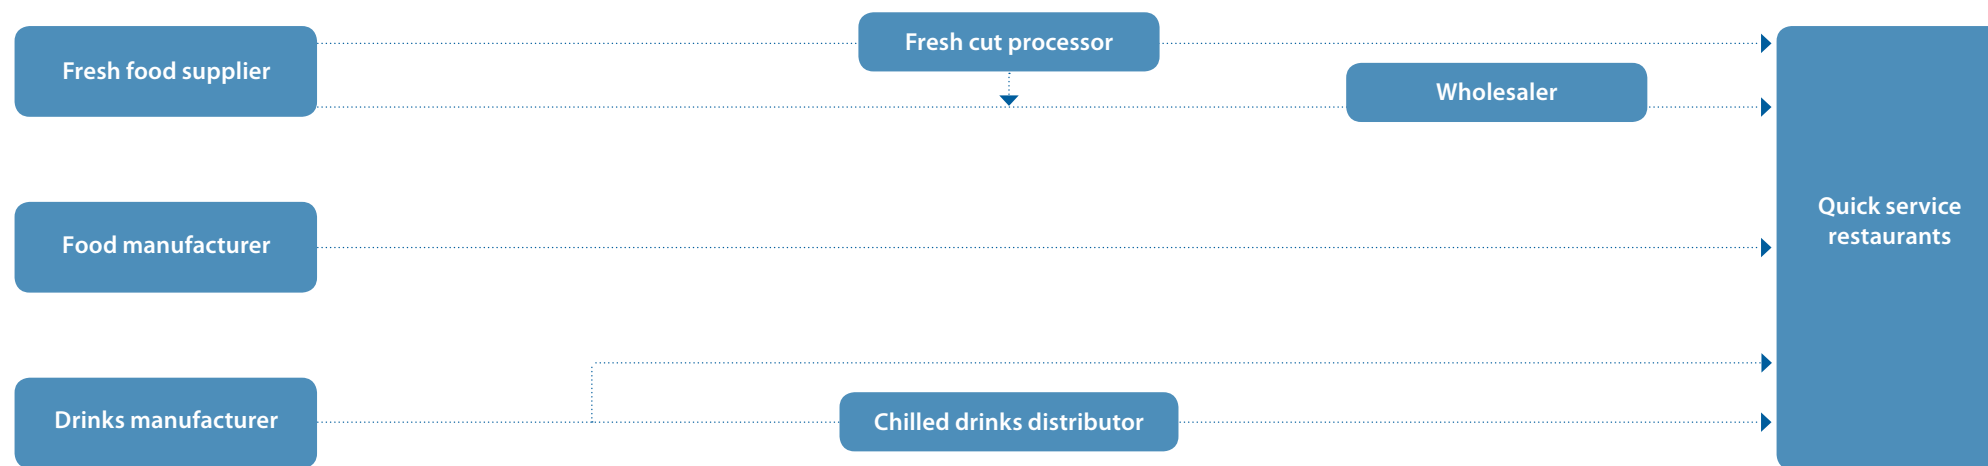 Fresh cut processor
Fresh food supplier
Wholesaler
Quick service
restaurants
Food manufacturer
Drinks manufacturer
Chilled drinks distributor